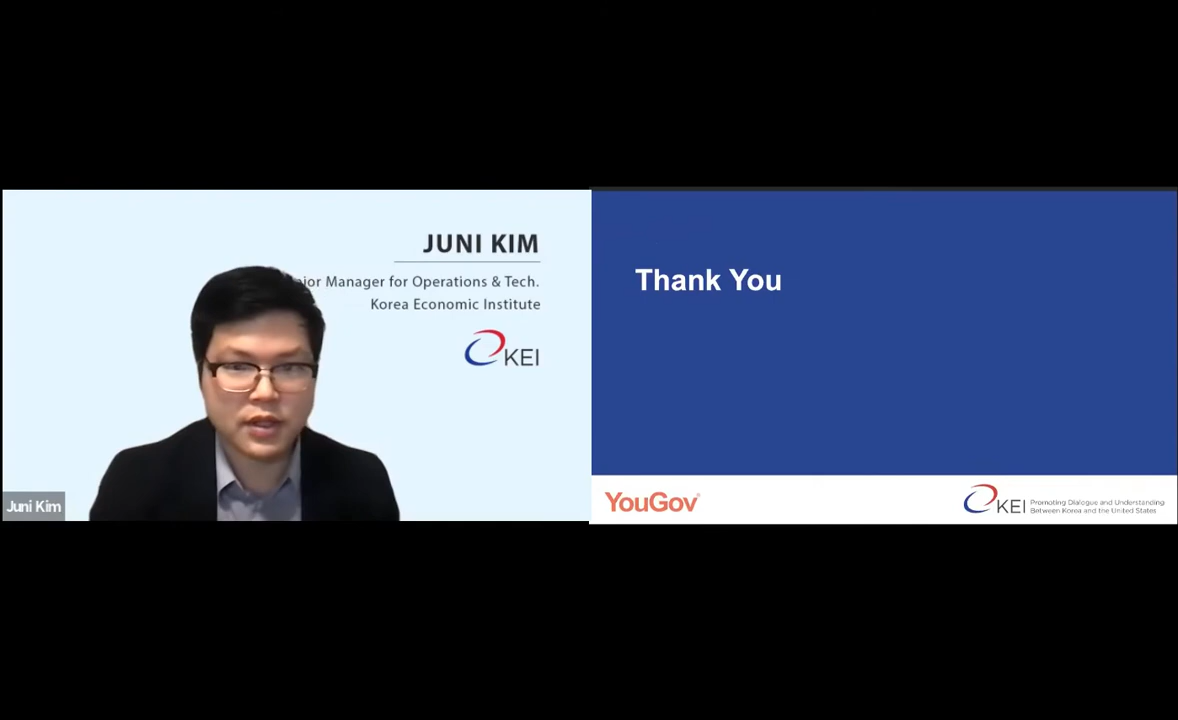 JUNI KIM
ior Manager for Operations & Tech.
Korea Economic Institute
KEI
Juni Kim
Thank You
YouGov®
KEI
Promoting Dialogue and Understanding
Between Korea and the United States